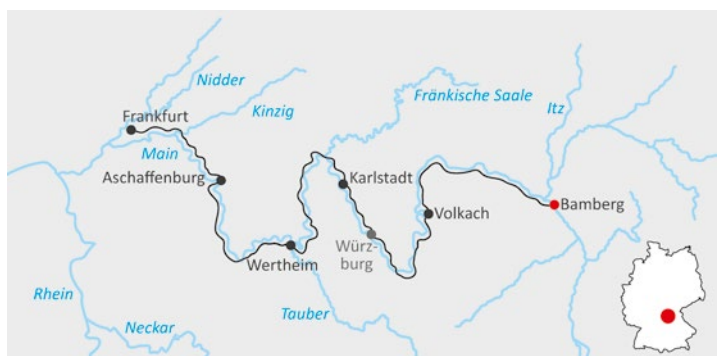 Nidder
Frankfurt
Kinzig
Fränkische Saale
Itz
Main
Aschaffenburg
Karlstadt
Bamberg
Volkach
Würz-
burg
Wertheim
Rhein
Tauber
Neckar